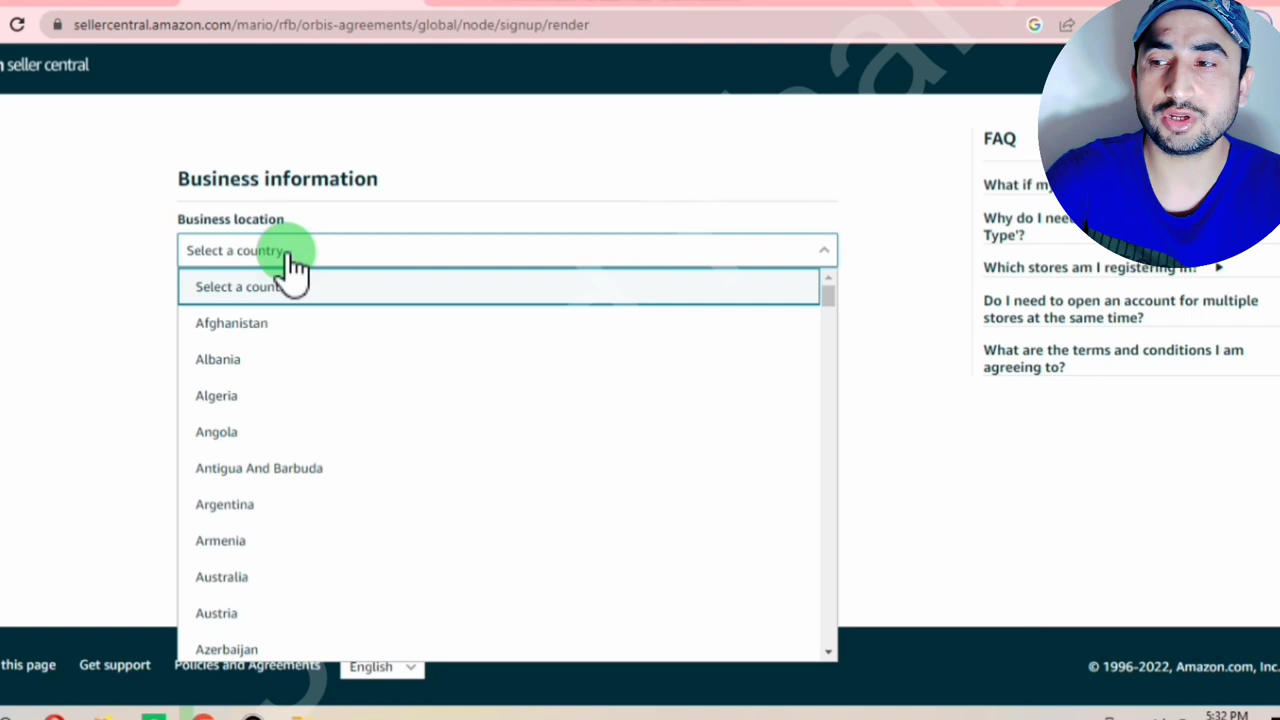 sellercentral.amazon.com/mario/rfb/orbis-agreements/global/node/signup/render
seller central
Business information
Business location
Select a country
Select a count
Afghanistan
Albania
Algeria
Angola
Antigua And Barbuda
Argentina
Armenia
Australia
Austria
Azerbaijan
FAQ
What if my
Why do I need
Type'?
Which stores am I registering in?
Do I need to open an account for multiple
stores at the same time?
What are the terms and conditions I am
agreeing to?
this page
Get support
Policies and Agreements
English
© 1996-2022, Amazon.com, Inc.
5:32 PM